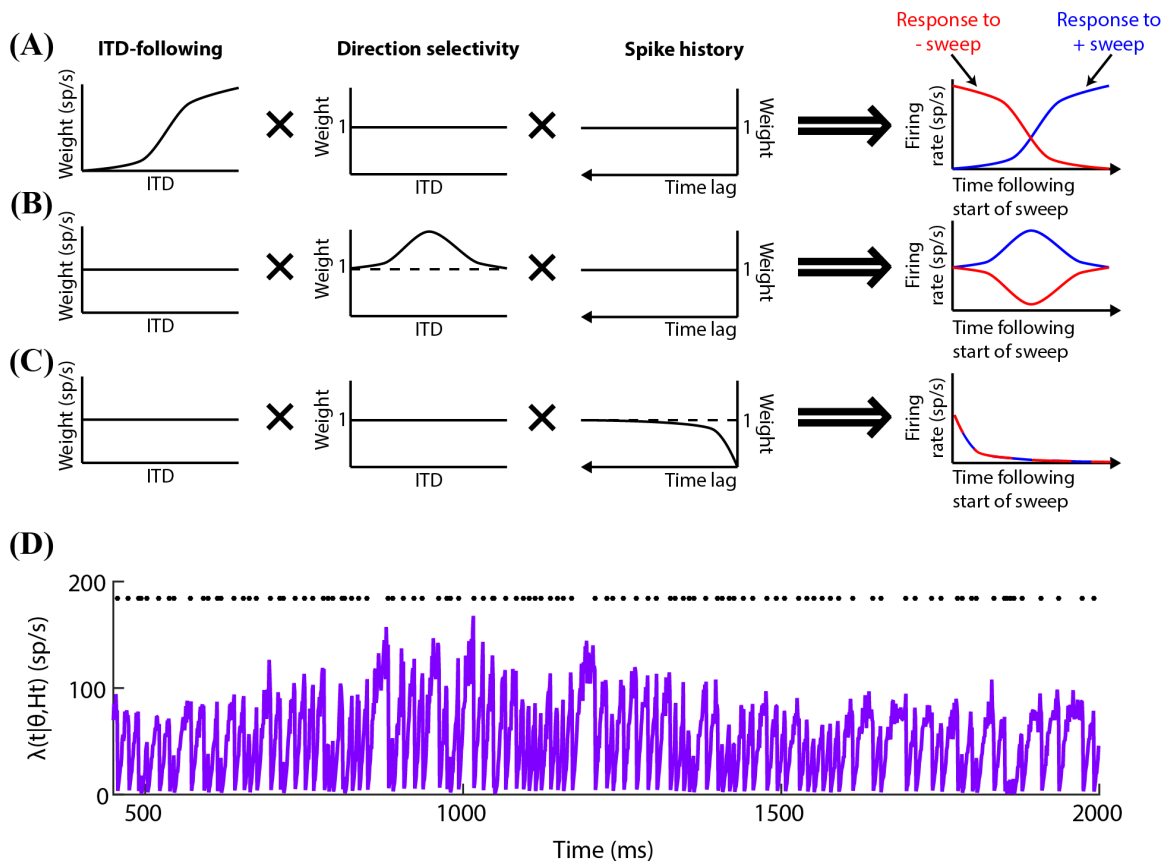 (A)
ITD-following
Direction selectivity
Spike history
Response to
- sweep
Response to
+ sweep
Weight (sp/s)
ITD
Weight
1
ITD
1
Weight
Time lag
Firing
rate (sp/s)
Time following
start of sweep
(B)
Weight (sp/s)
ITD
Weight
1
ITD
1
Weight
Time lag
Firing
rate (sp/s)
Time following
start of sweep
(C)
Weight (sp/s)
ITD
Weight
1
ITD
1
Weight
Time lag
Firing
rate (sp/s)
Time following
start of sweep
(D)
λ(t|θ,Ht) (sp/s)
200
100
0
500
1000
1500
2000
Time (ms)